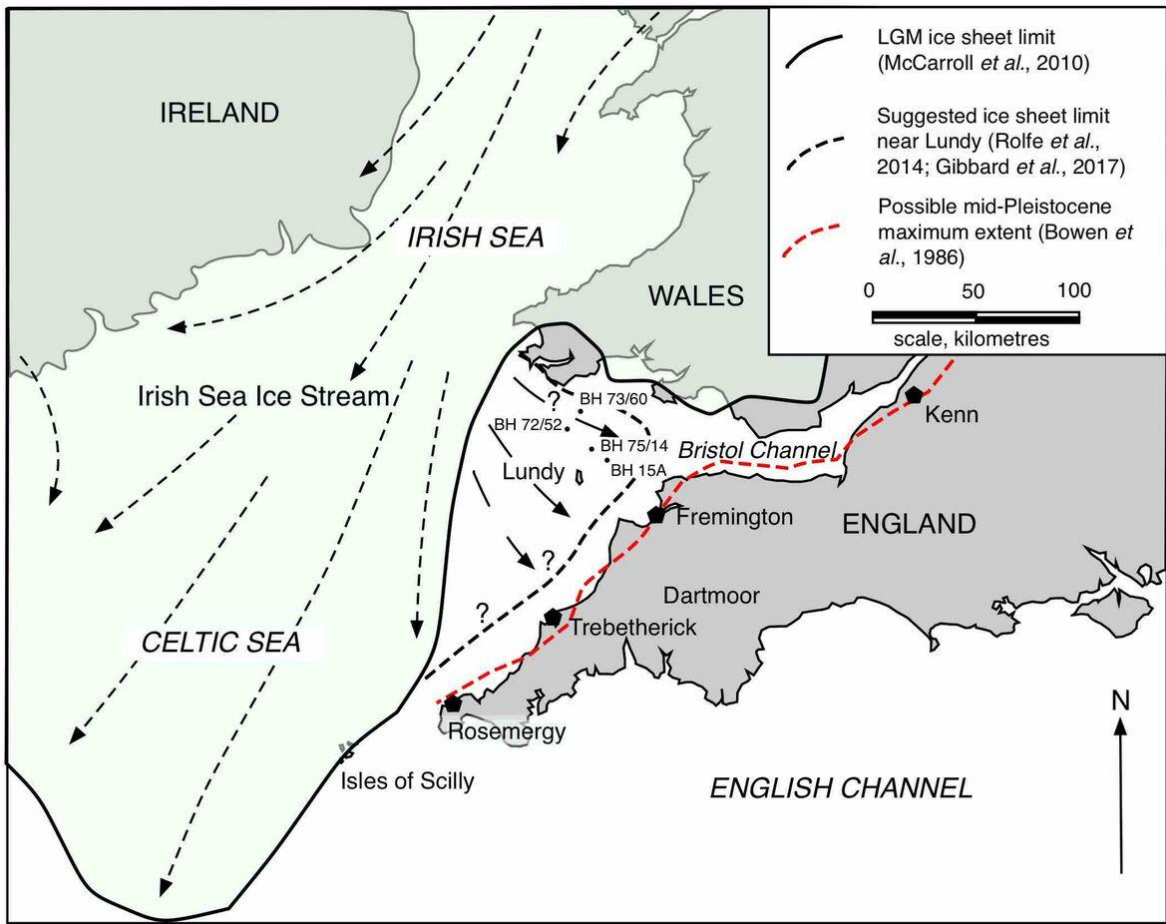 LGM ice sheet limit
(McCarroll et al., 2010)
Suggested ice sheet limit
near Lundy (Rolfe et al.,
2014; Gibbard et al., 2017)
Possible mid-Pleistocene
maximum extent (Bowen et
al., 1986)
0 50 100
scale, kilometres
IRELAND
IRISH SEA
WALES
Irish Sea Ice Stream
?
BH 73/60
BH 72/52
BH 75/14
BH 15A
Lundy
Bristol Channel
Kenn
Fremington
ENGLAND
?
Dartmoor
?
Trebetherick
CELTIC SEA
Rosemergy
Isles of Scilly
ENGLISH CHANNEL
N